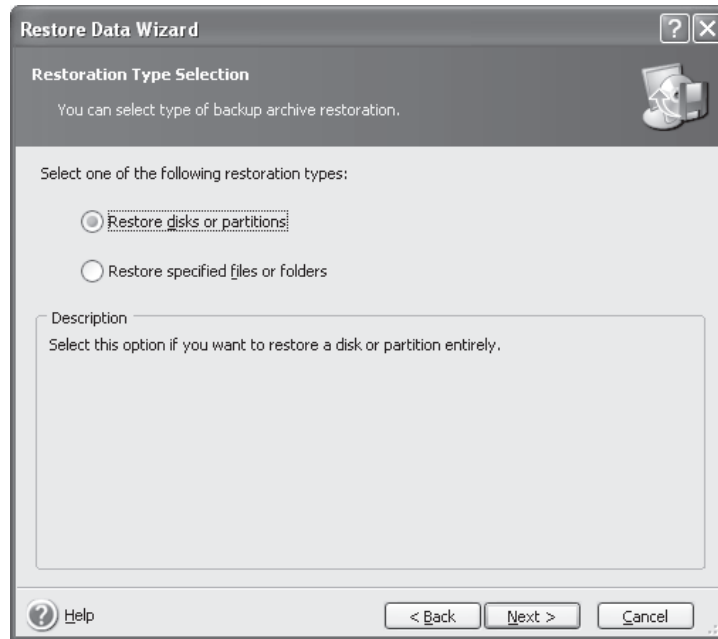 Restore Data Wizard
Restoration Type Selection
You can select type of backup archive restoration.
Select one of the following restoration types:
Restore disks or partitions
Restore specified files or folders
Description
Select this option if you want to restore a disk or partition entirely.
Help
< Back
Next >
Cancel